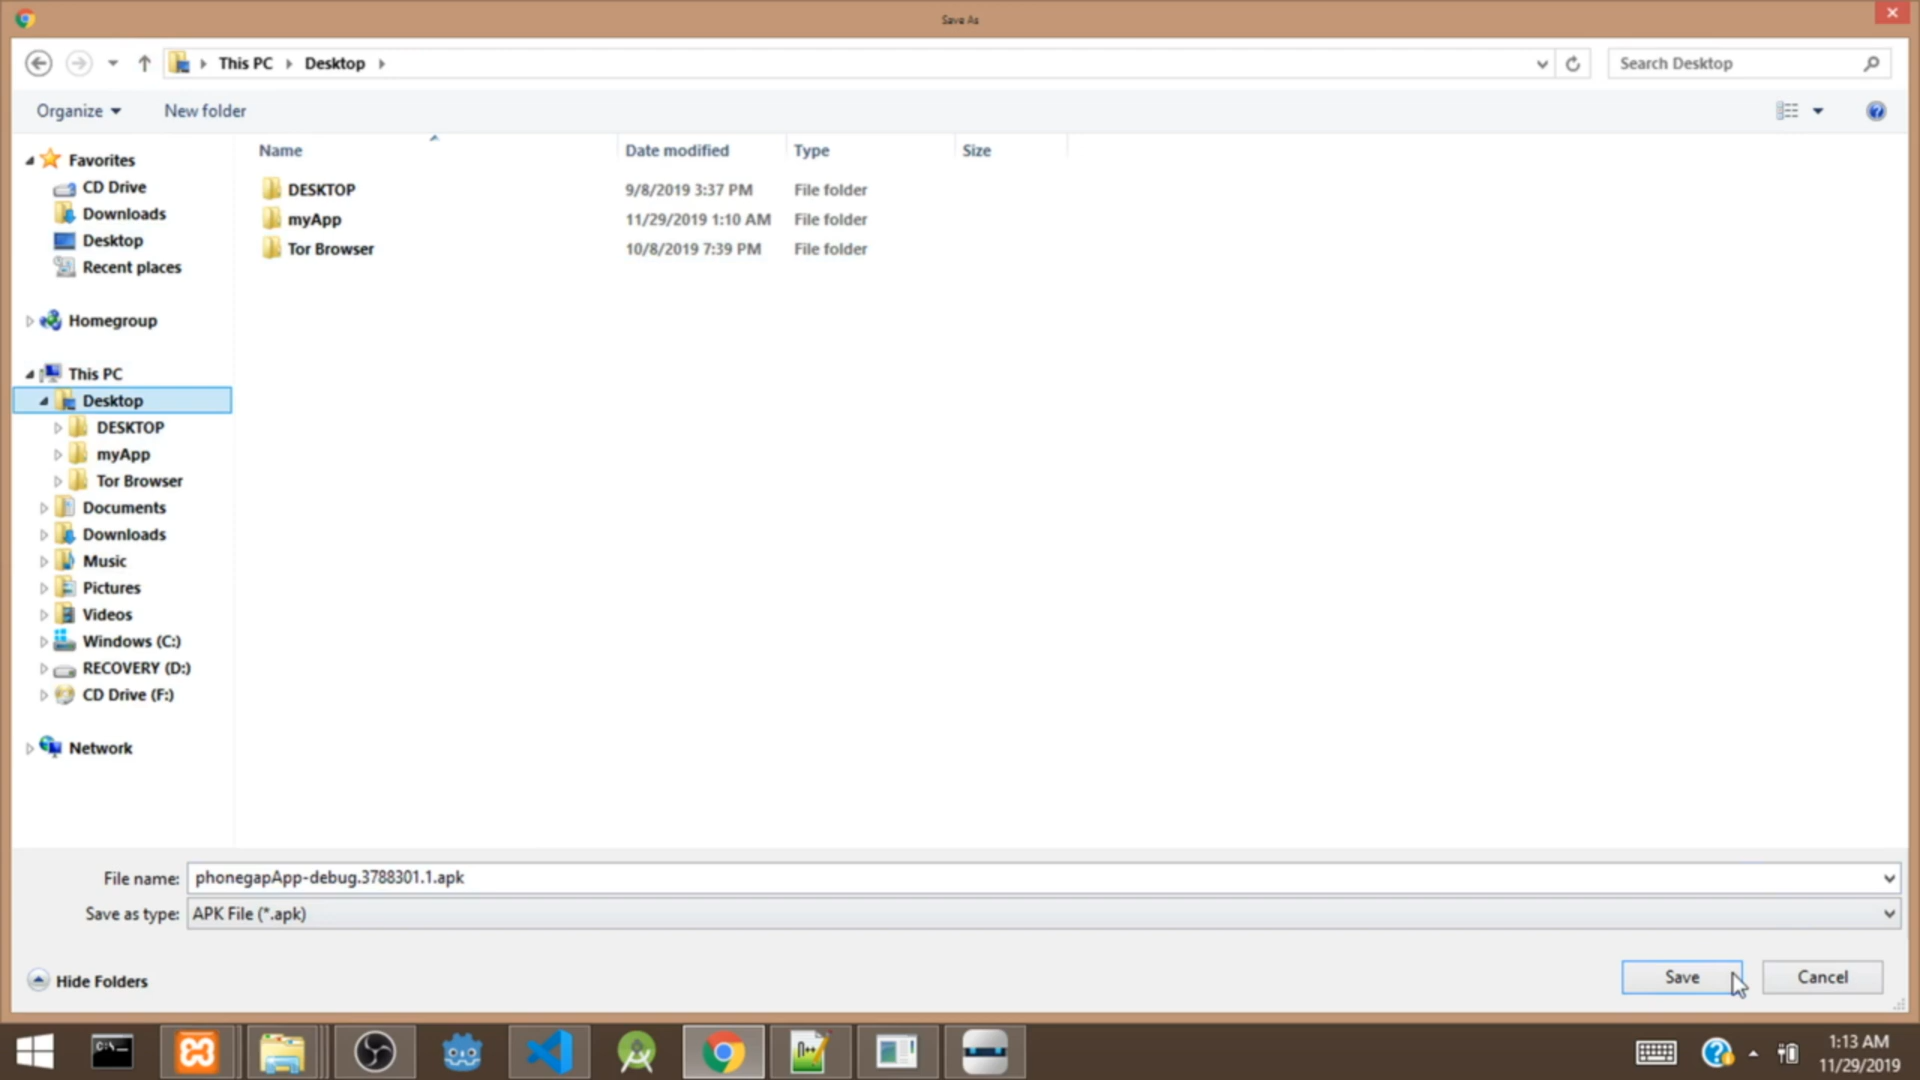 Save As
This PC Desktop
Search Desktop
Organize
New folder
Name
Date modified
Type
Size
DESKTOP 9/8/2019 3:37 PM File folder
myApp 11/29/2019 1:10 AM File folder
Tor Browser 10/8/2019 7:39 PM File folder
Favorites
CD Drive
Downloads
Desktop
Recent places
Homegroup
This PC
Desktop
DESKTOP
myApp
Tor Browser
Documents
Downloads
Music
Pictures
Videos
Windows (C:)
RECOVERY (D:)
CD Drive (F:)
Network
File name: phonegapApp-debug.3788301.1.apk
Save as type: APK File (*.apk)
Hide Folders
Save
Cancel
1:13 AM
11/29/2019